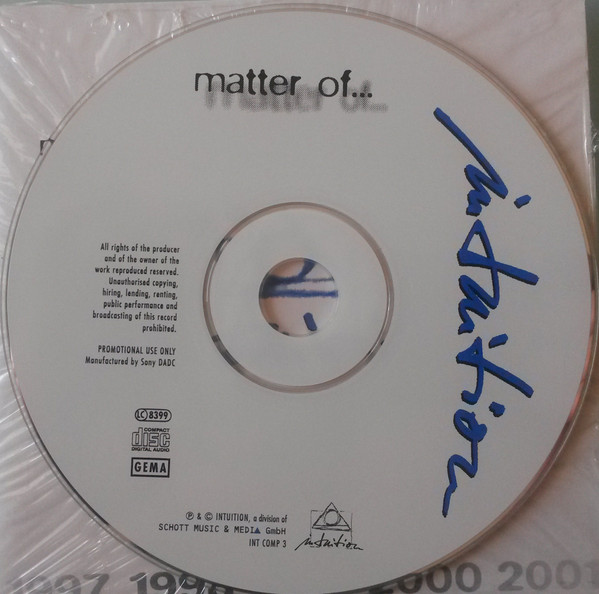 matter of...
intuition
All rights of the producer
and of the owner of the
work reproduced reserved.
Unauthorised copying,
hiring, lending, renting,
public performance and
broadcasting of this record
prohibited.
PROMOTIONAL USE ONLY
Manufactured by Sony DADC
LC 8399
COMPACT
disc
DIGITAL AUDIO
GEMA
℗ & © INTUITION, a division of
SCHOTT MUSIC & MEDIA GmbH
INT COMP 3
intuition
1997 1998 2000 2001